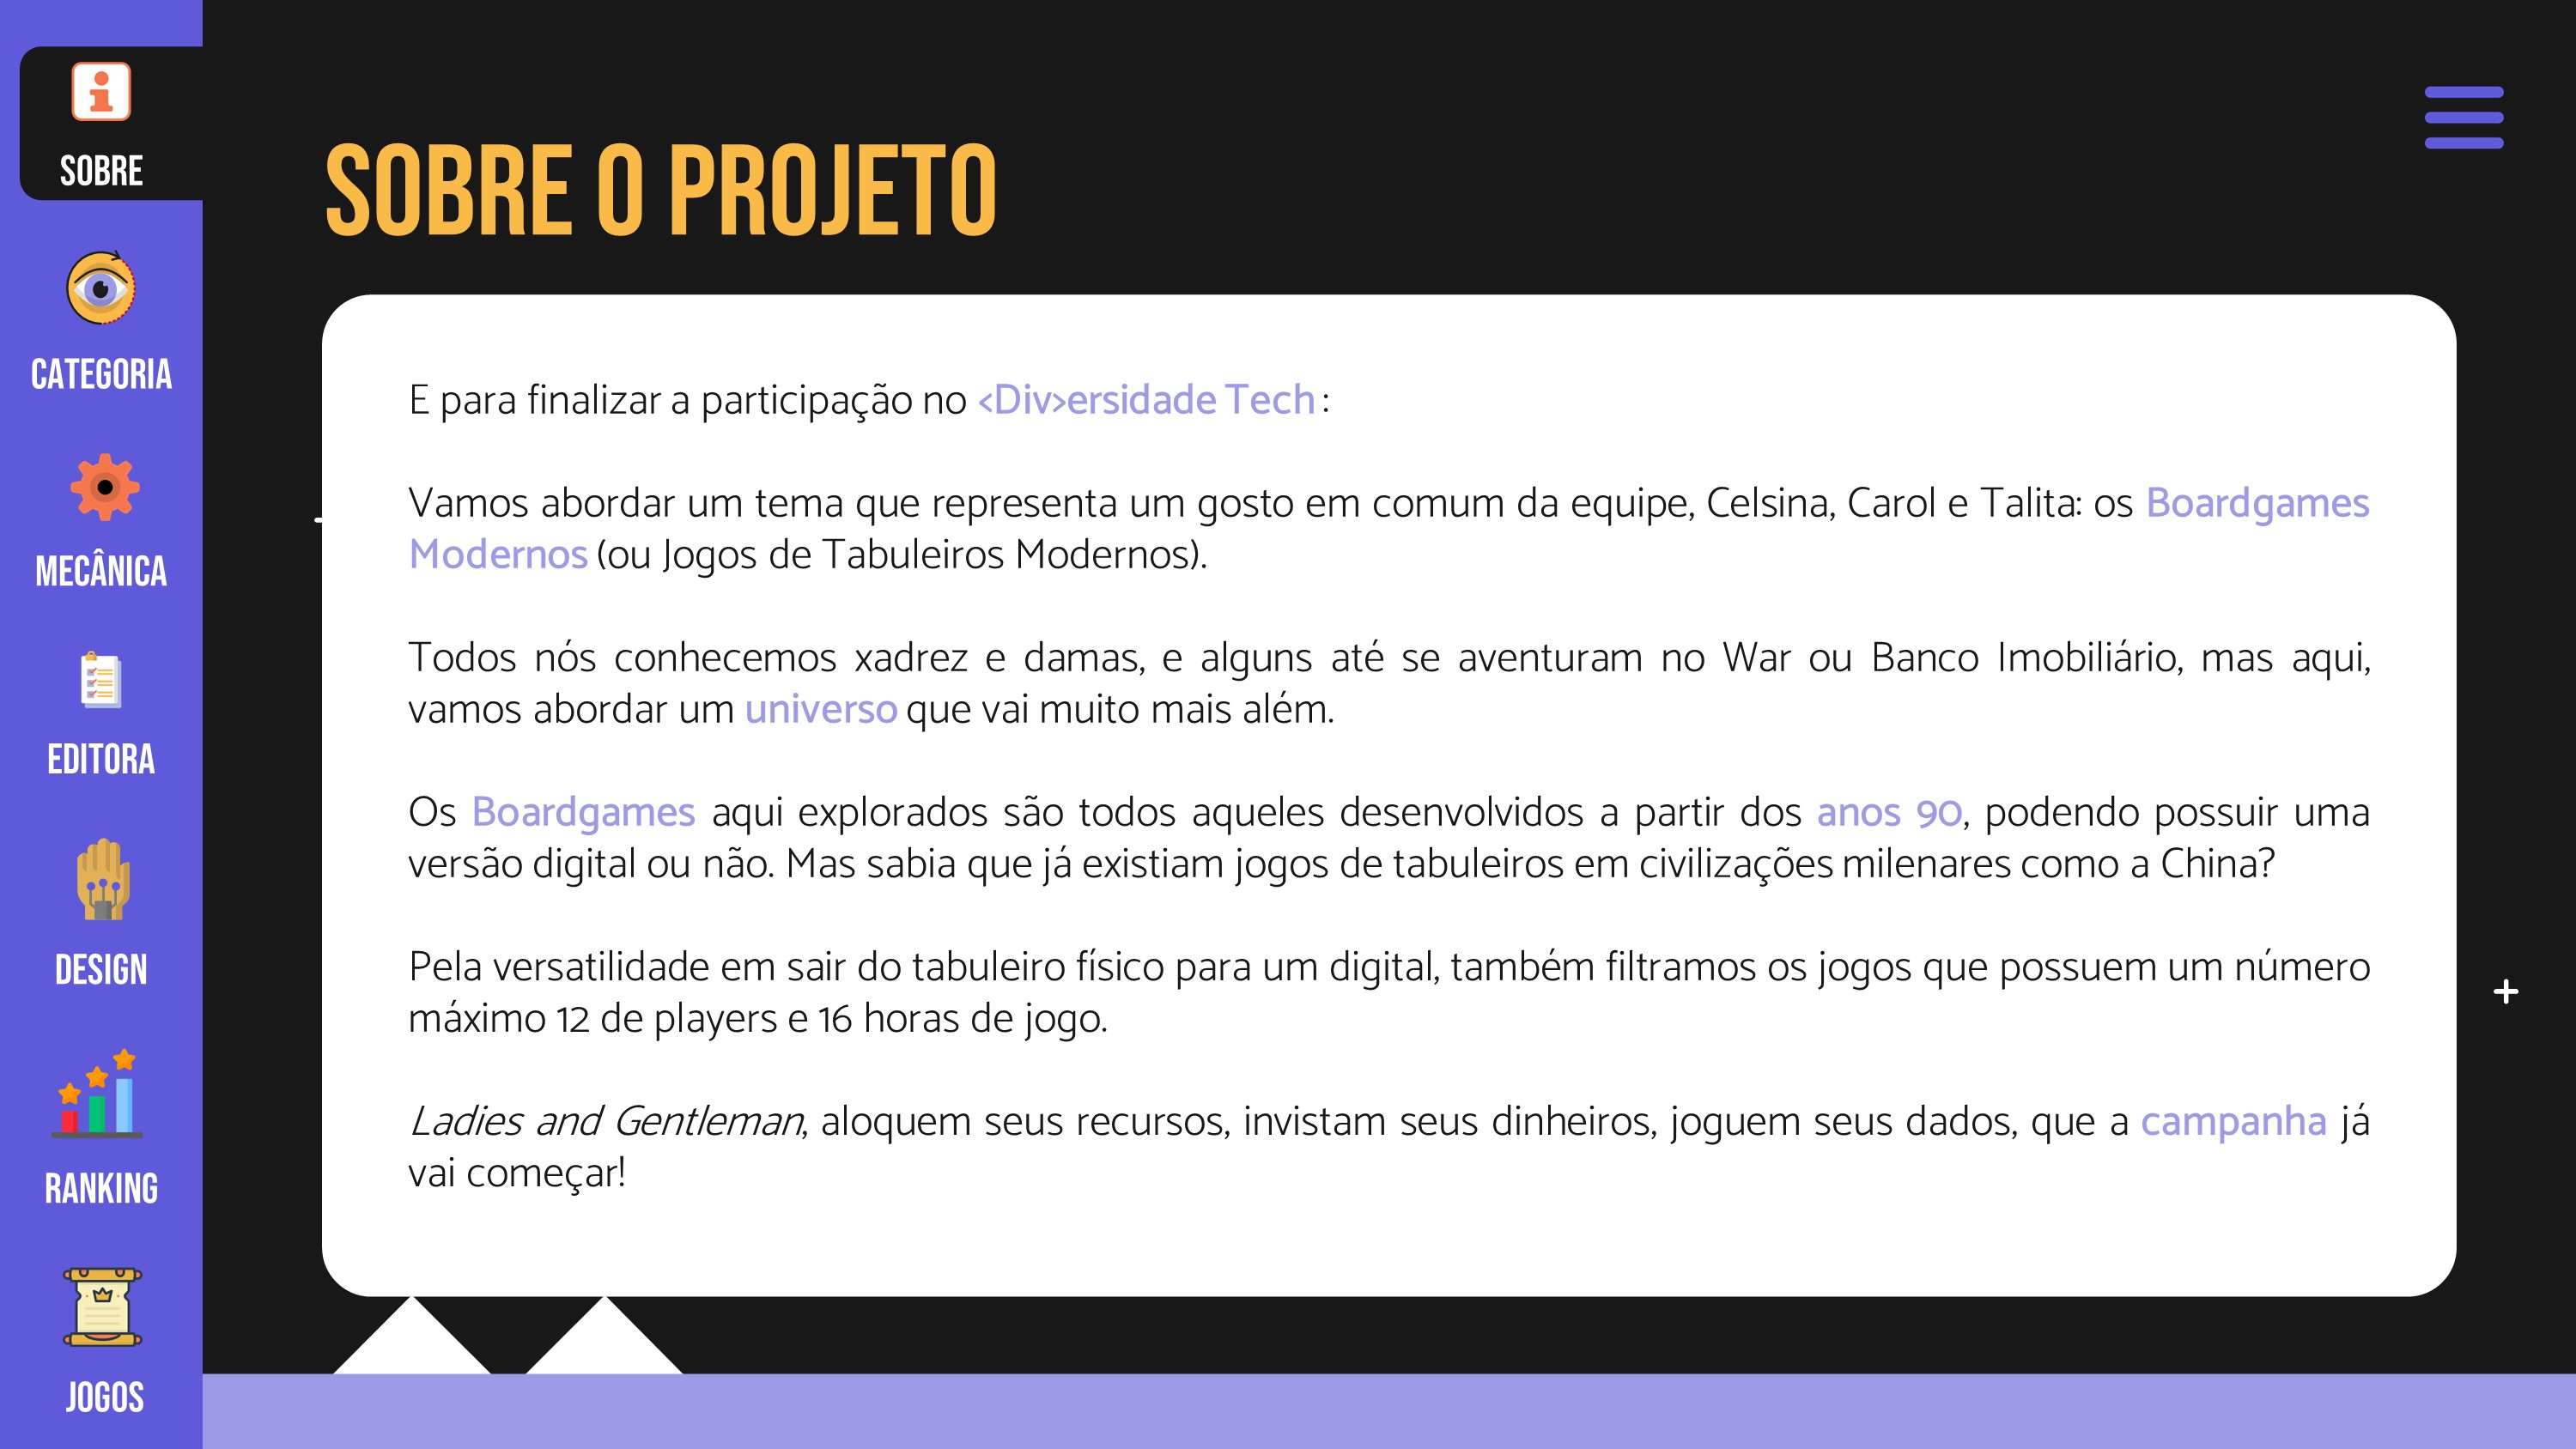 SOBRE
CATEGORIA
MECÂNICA
EDITORA
DESIGN
RANKING
JOGOS
SOBRE O PROJETO
E para finalizar a participação no <Div>ersidade Tech :
Vamos abordar um tema que representa um gosto em comum da equipe, Celsina, Carol e Talita: os Boardgames
Modernos (ou Jogos de Tabuleiros Modernos).
Todos nós conhecemos xadrez e damas, e alguns até se aventuram no War ou Banco Imobiliário, mas aqui,
vamos abordar um universo que vai muito mais além.
Os Boardgames aqui explorados são todos aqueles desenvolvidos a partir dos anos 90, podendo possuir uma
versão digital ou não. Mas sabia que já existiam jogos de tabuleiros em civilizações milenares como a China?
Pela versatilidade em sair do tabuleiro físico para um digital, também filtramos os jogos que possuem um número
máximo 12 de players e 16 horas de jogo.
Ladies and Gentleman, aloquem seus recursos, invistam seus dinheiros, joguem seus dados, que a campanha já
vai começar!